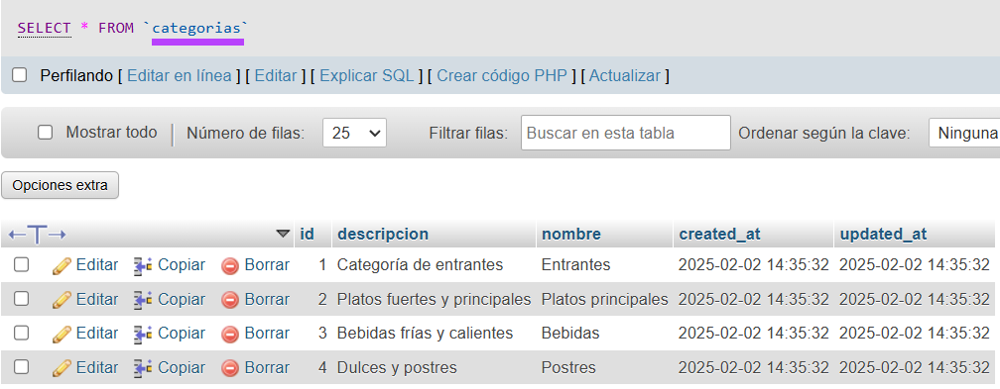 SELECT * FROM `categorias`
Perfilando [ Editar en línea ] [ Editar ] [ Explicar SQL ] [ Crear código PHP ] [ Actualizar ]
Mostrar todo Número de filas: 25 Filtrar filas: Buscar en esta tabla Ordenar según la clave: Ninguna
Opciones extra
id descripcion nombre created_at updated_at
Editar Copiar Borrar 1 Categoría de entrantes Entrantes 2025-02-02 14:35:32 2025-02-02 14:35:32
Editar Copiar Borrar 2 Platos fuertes y principales Platos principales 2025-02-02 14:35:32 2025-02-02 14:35:32
Editar Copiar Borrar 3 Bebidas frías y calientes Bebidas 2025-02-02 14:35:32 2025-02-02 14:35:32
Editar Copiar Borrar 4 Dulces y postres Postres 2025-02-02 14:35:32 2025-02-02 14:35:32